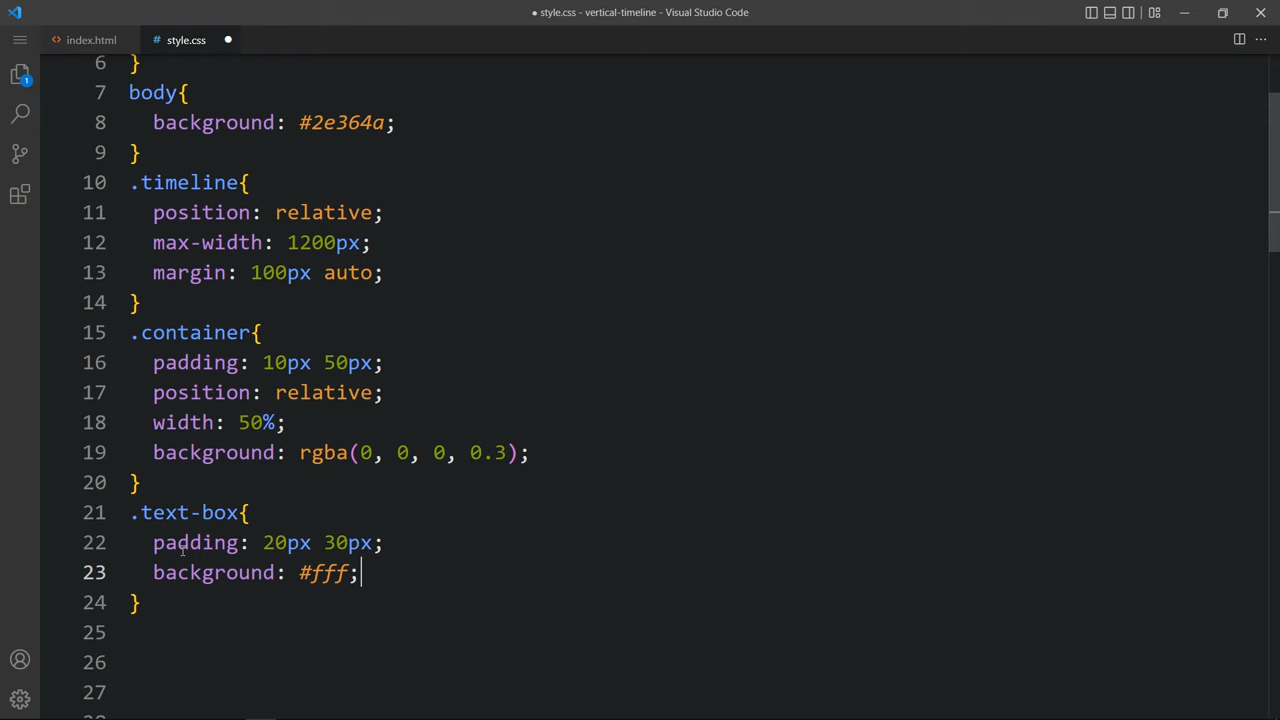 ● style.css - vertical-timeline - Visual Studio Code
<> index.html
# style.css ●
1
6 }
7 body{
8 background: #2e364a;
9 }
10 .timeline{
11 position: relative;
12 max-width: 1200px;
13 margin: 100px auto;
14 }
15 .container{
16 padding: 10px 50px;
17 position: relative;
18 width: 50%;
19 background: rgba(0, 0, 0, 0.3);
20 }
21 .text-box{
22 padding: 20px 30px;
23 background: #fff;
24 }
25
26
27